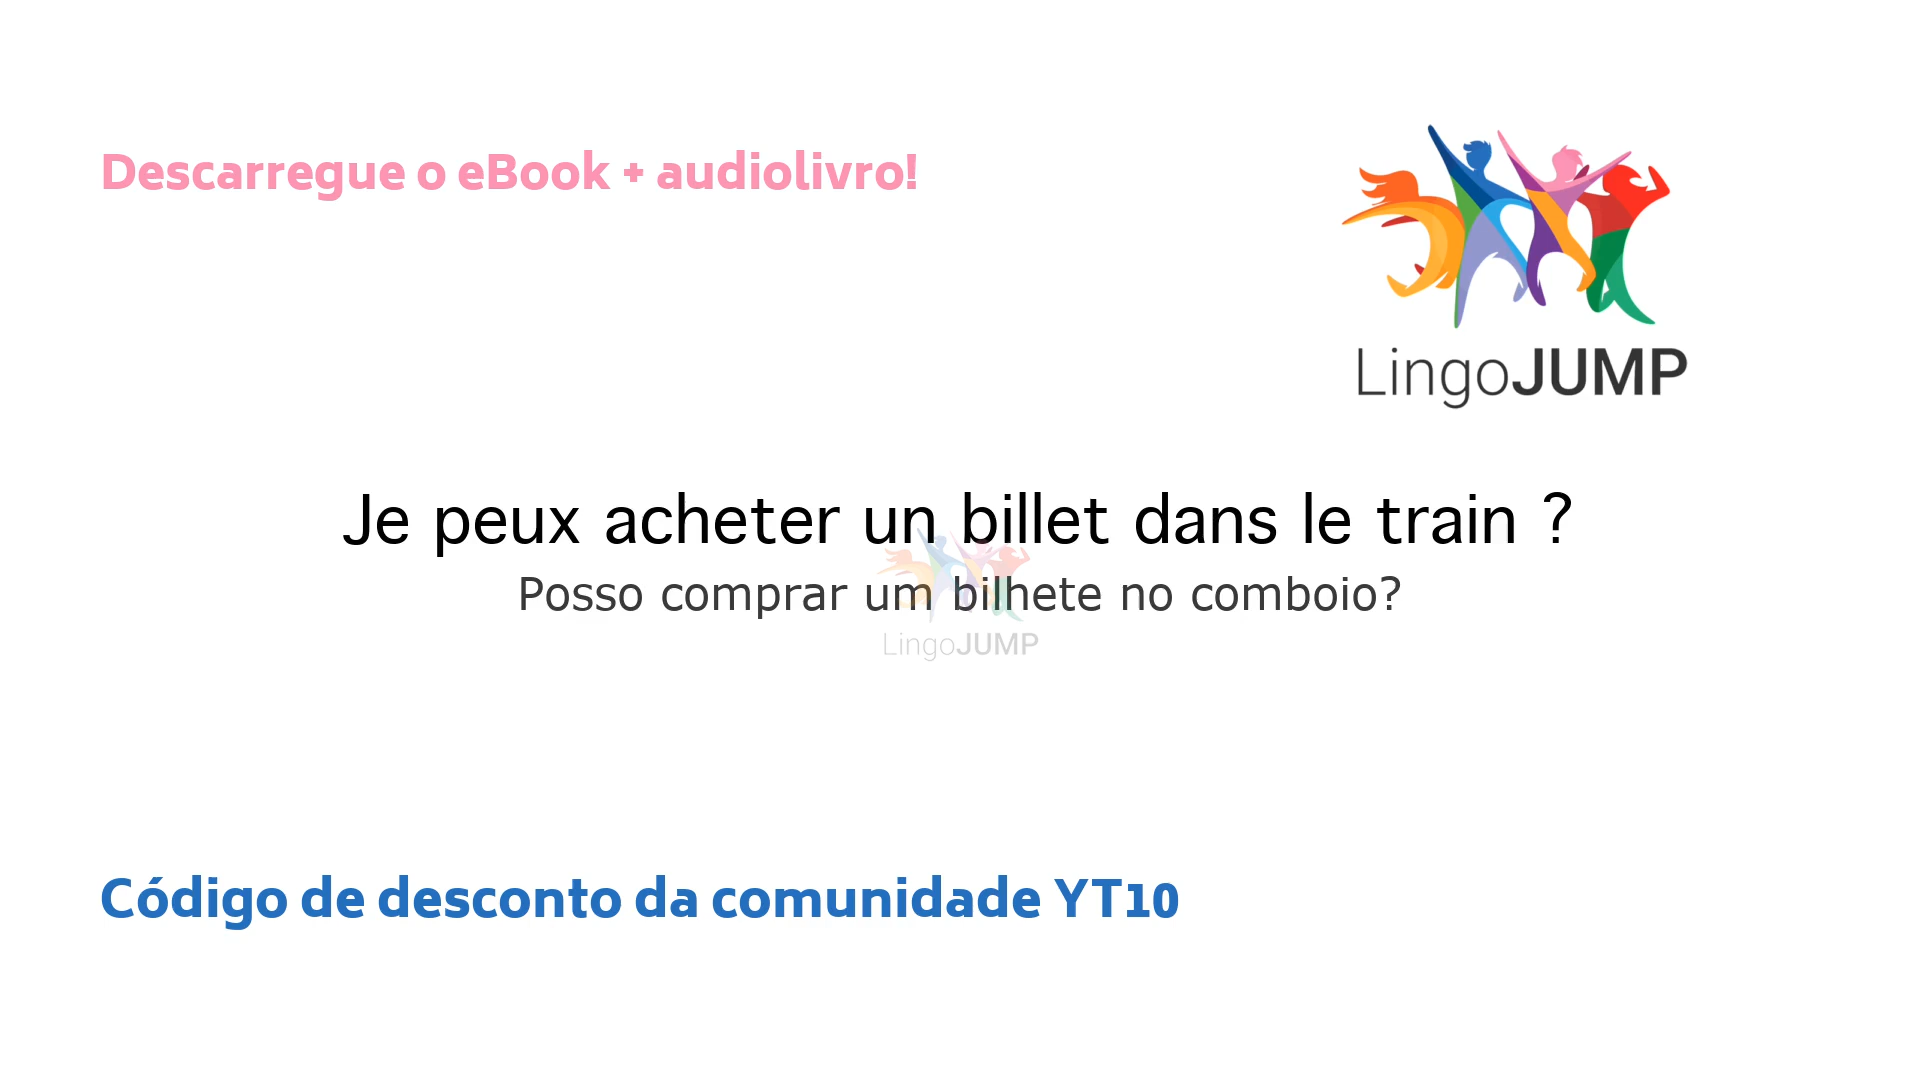 Descarregue o eBook + audiolivro!
LingoJUMP
Je peux acheter un billet dans le train ?
Posso comprar um bilhete no comboio?
LingoJUMP
Código de desconto da comunidade YT10